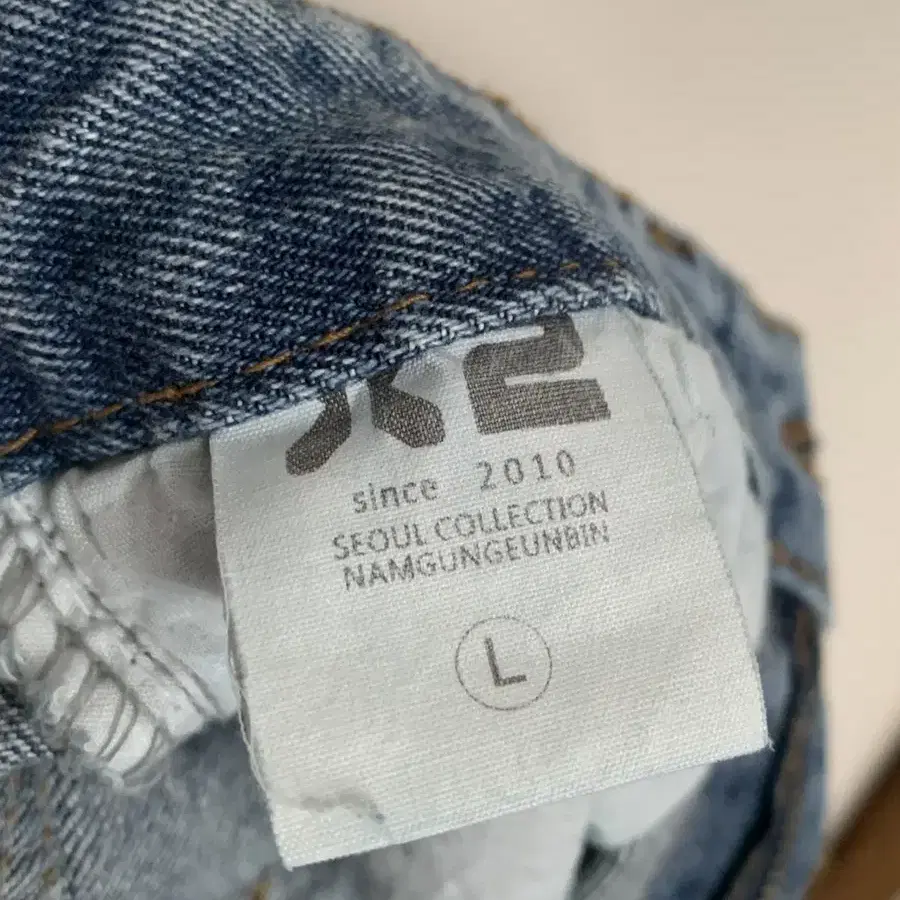 since 2010
SEOUL COLLECTION
NAMGUNGEUNBIN
L